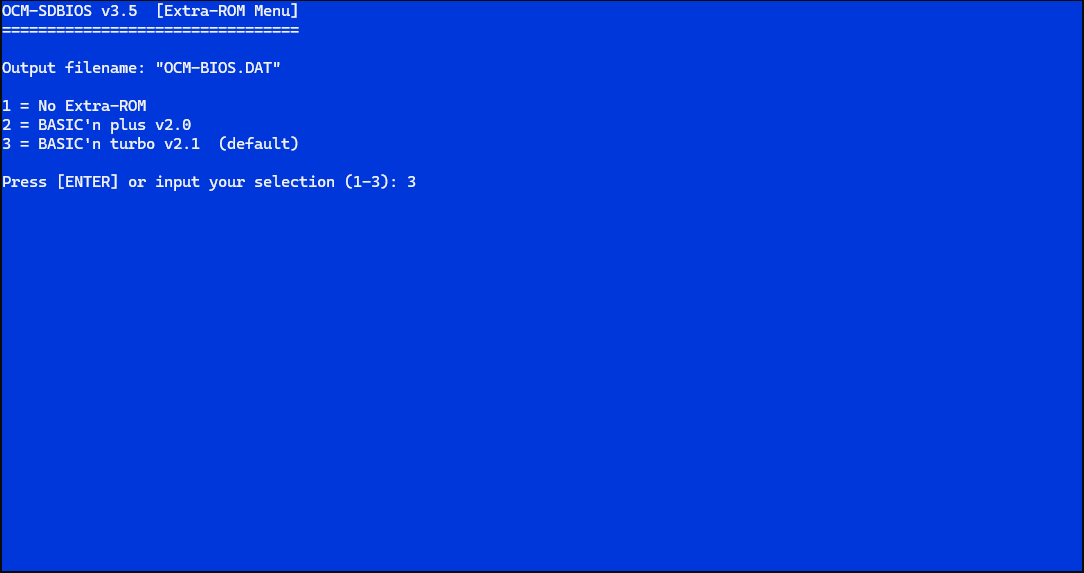 OCM-SDBIOS v3.5  [Extra-ROM Menu]
=================================
Output filename: "OCM-BIOS.DAT"
1 = No Extra-ROM
2 = BASIC'n plus v2.0
3 = BASIC'n turbo v2.1  (default)
Press [ENTER] or input your selection (1-3): 3